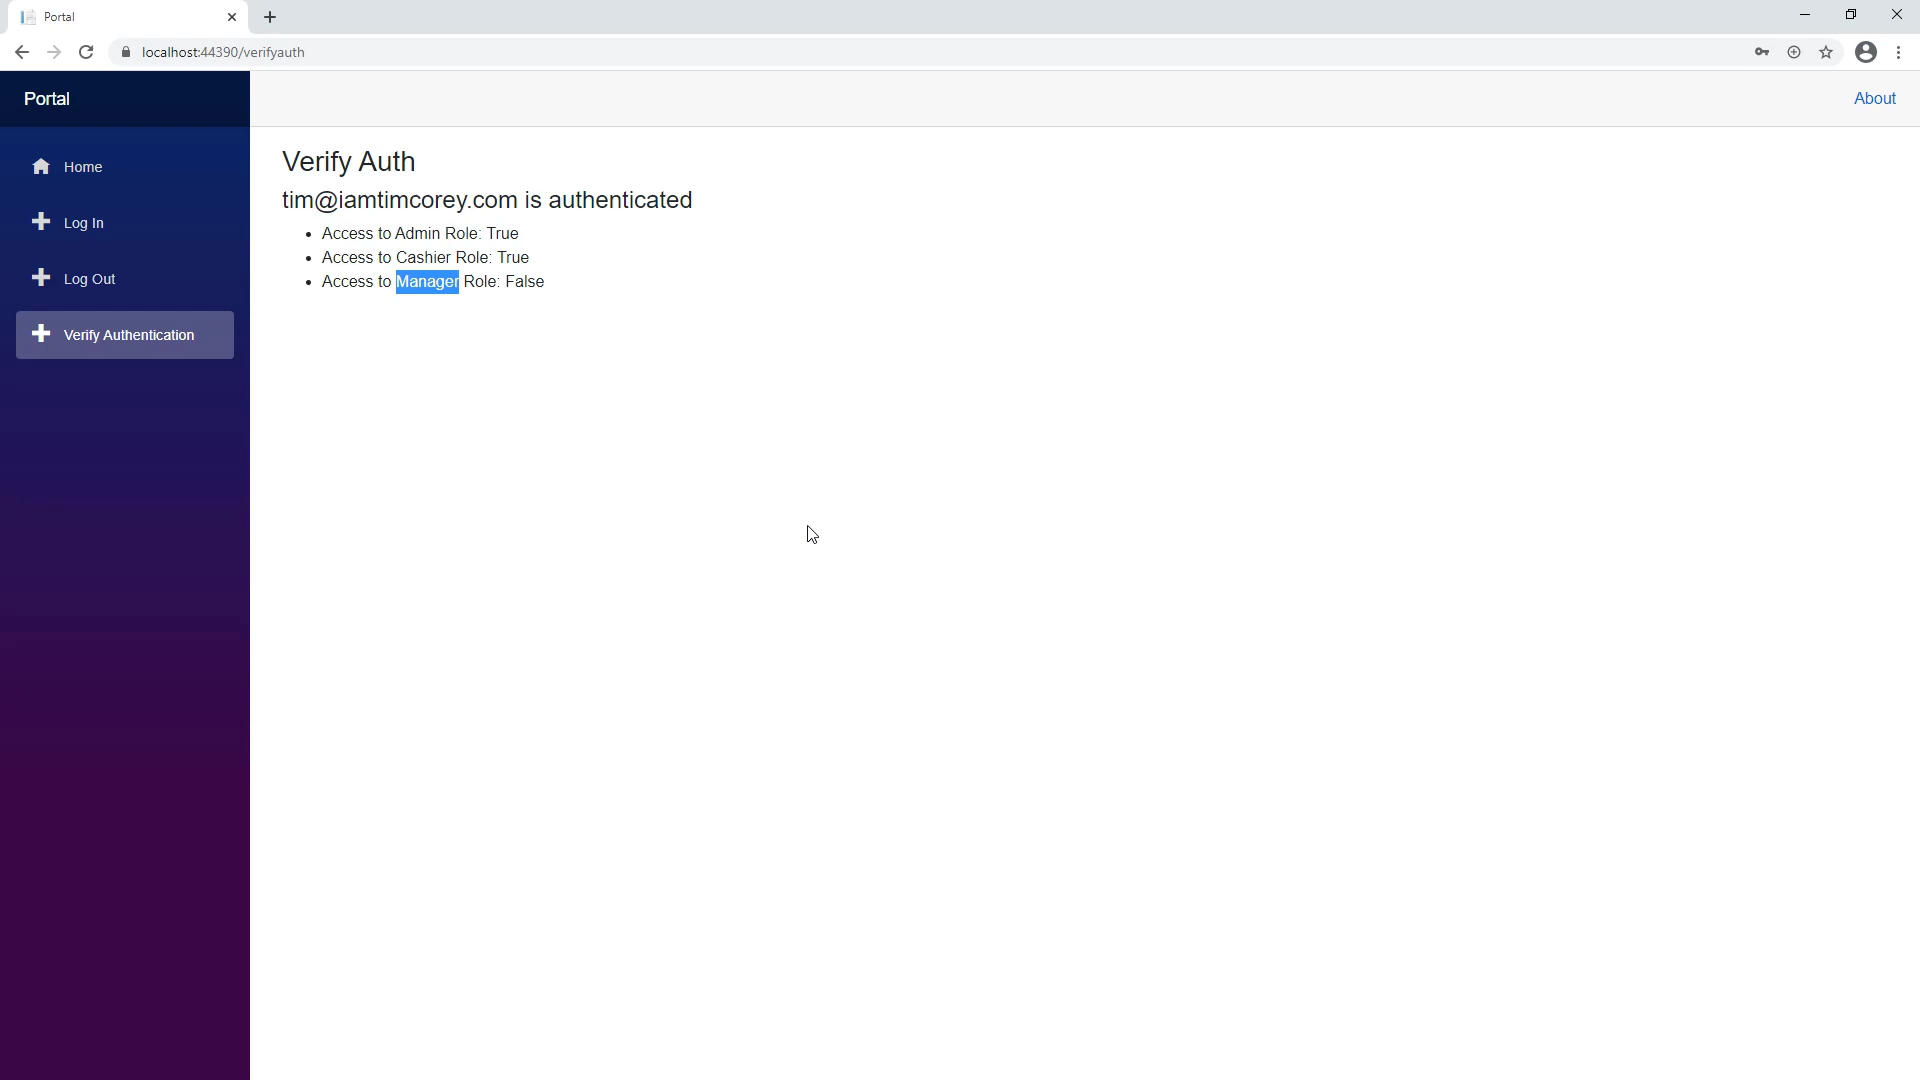 Portal
localhost:44390/verifyauth
Portal
About
Home
Log In
Log Out
Verify Authentication
Verify Auth
tim@iamtimcorey.com is authenticated
Access to Admin Role: True
Access to Cashier Role: True
Access to Manager Role: False